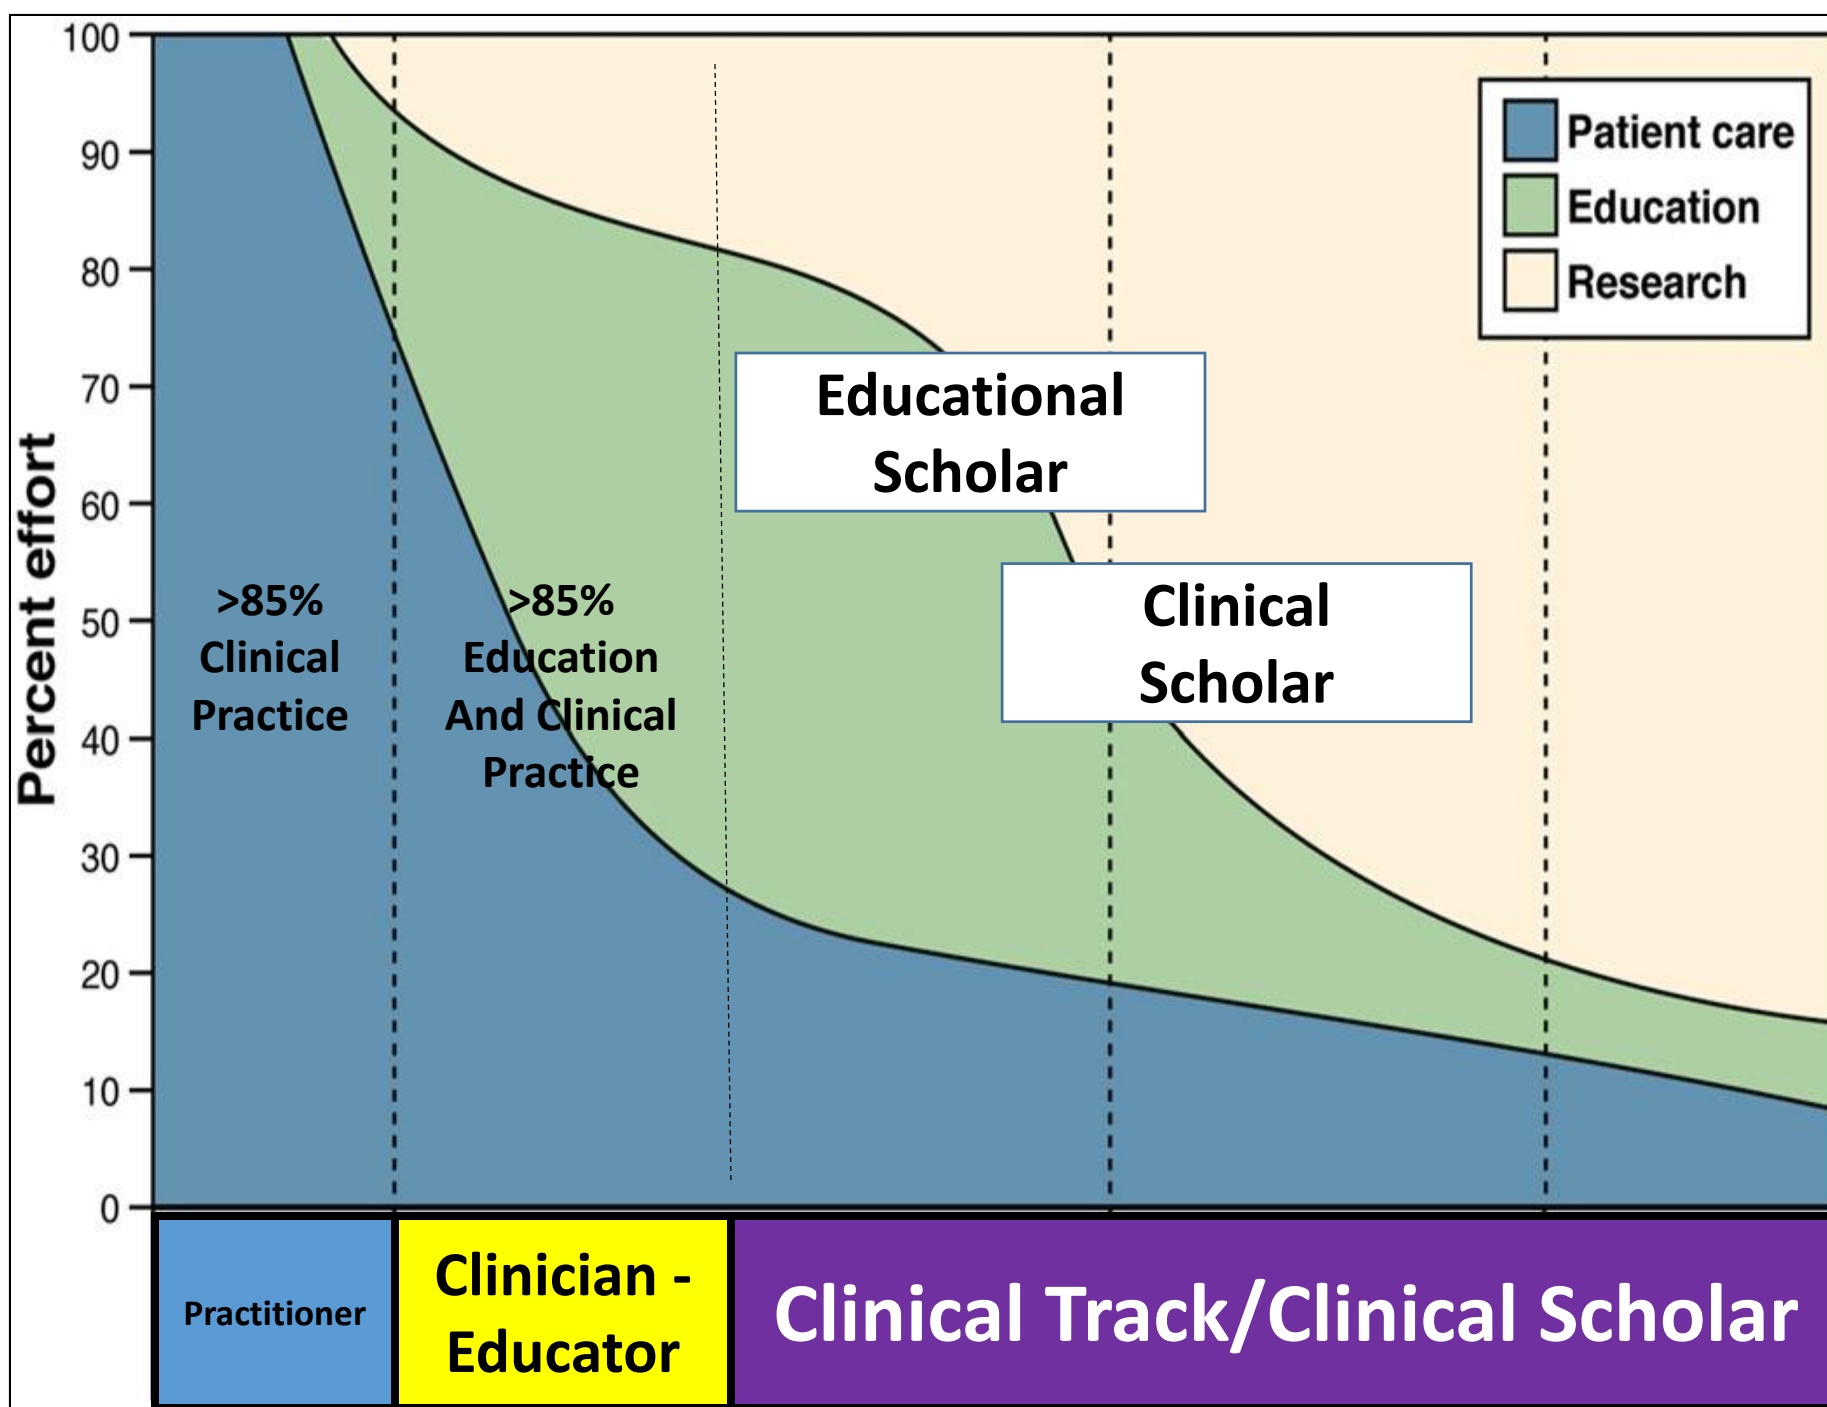 100
90
80
70
60
50
40
30
20
10
0
Percent effort
Patient care
Education
Research
Educational
Scholar
Clinical
Scholar
>85%
Clinical
Practice
>85%
Education
And Clinical
Practice
Practitioner
Clinician -
Educator
Clinical Track/Clinical Scholar